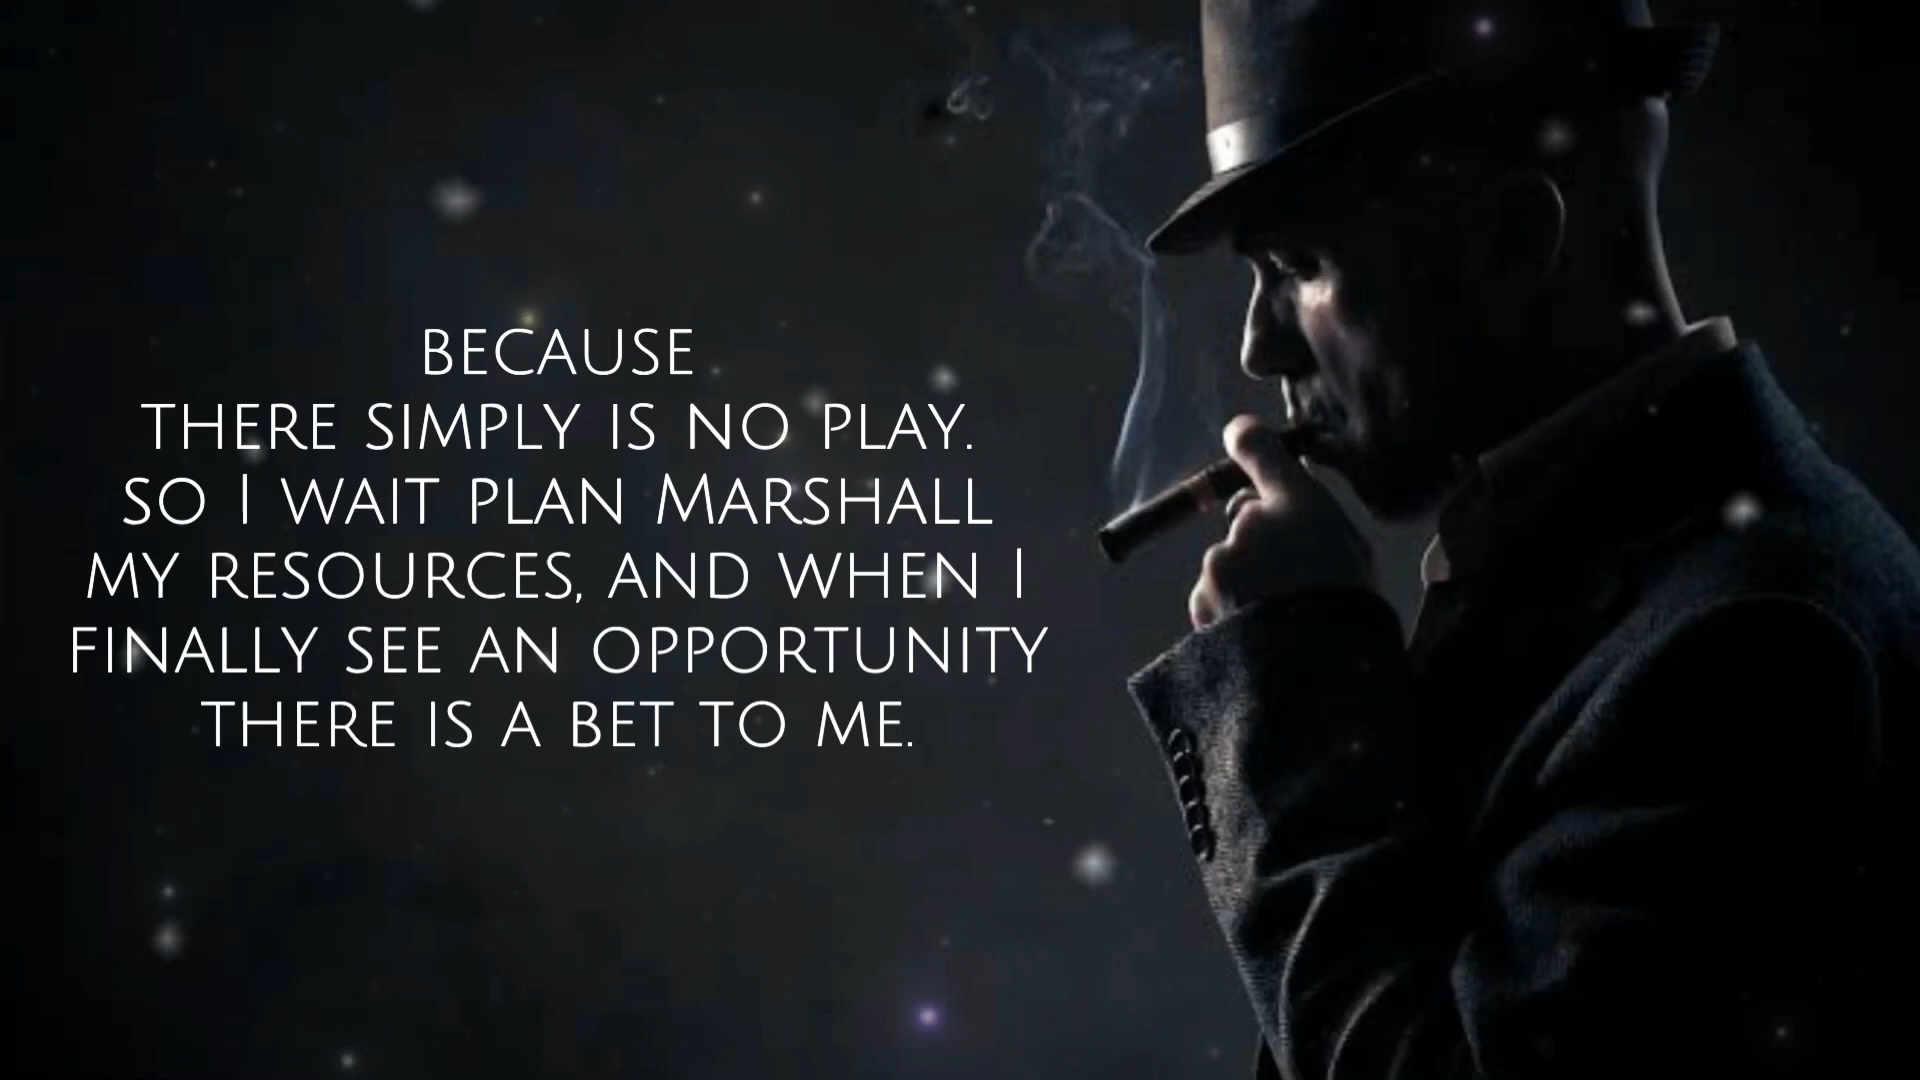 BECAUSE
THERE SIMPLY IS NO PLAY.
SO I WAIT PLAN MARSHALL
MY RESOURCES, AND WHEN I
FINALLY SEE AN OPPORTUNITY
THERE IS A BET TO ME.